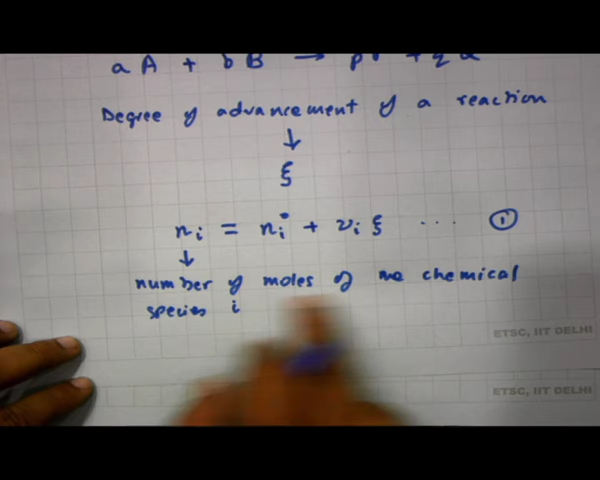 a A + b B → p
Degree of advancement of a reaction
↓
ξ
nᵢ = nᵢ° + νᵢ ξ ... ①
↓
number of moles of the chemical
species i
ETSC, IIT DELHI
ETSC, IIT DELHI